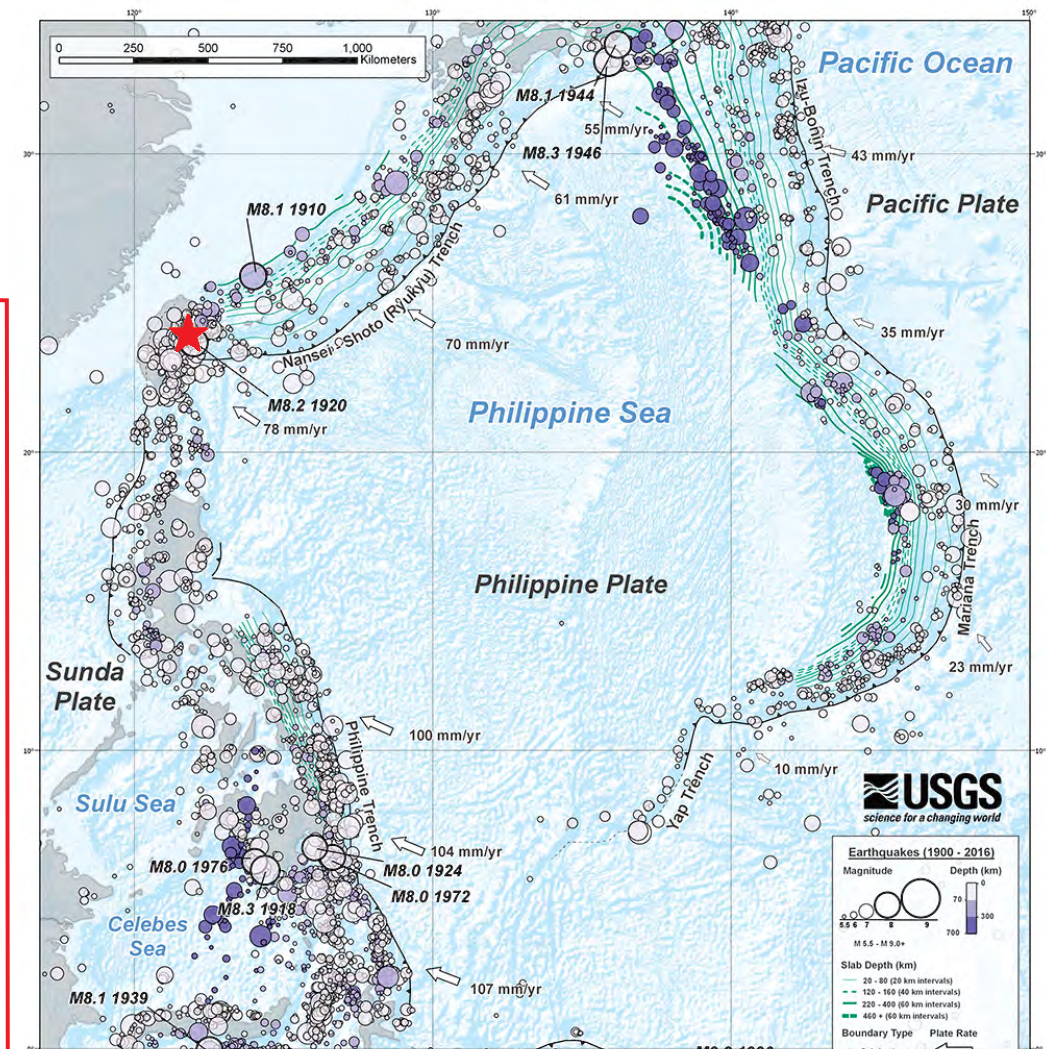 120°
130°
140°
150°
0 250 500 750 1,000
Kilometers
Pacific Ocean
M8.1 1944
55 mm/yr
M8.3 1946
Izu-Bonin Trench
30°
43 mm/yr
61 mm/yr
Pacific Plate
M8.1 1910
Nansei-Shoto (Ryukyu) Trench
35 mm/yr
70 mm/yr
M8.2 1920
78 mm/yr
Philippine Sea
20°
20°
30 mm/yr
Mariana Trench
Philippine Plate
23 mm/yr
Sunda
Plate
100 mm/yr
Philippine Trench
10°
10°
10 mm/yr
Yap Trench
Sulu Sea
USGS
science for a changing world
104 mm/yr
M8.0 1976
M8.0 1924
M8.0 1972
M8.3 1918
Celebes
Sea
107 mm/yr
M8.1 1939
Earthquakes (1900 - 2016)
Magnitude
Depth (km)
0
70
300
700
5.5 6 7 8 9
M 5.5 - M 9.0+
Slab Depth (km)
20 - 80 (20 km intervals)
120 - 160 (40 km intervals)
220 - 400 (60 km intervals)
460 + (60 km intervals)
Boundary Type Plate Rate